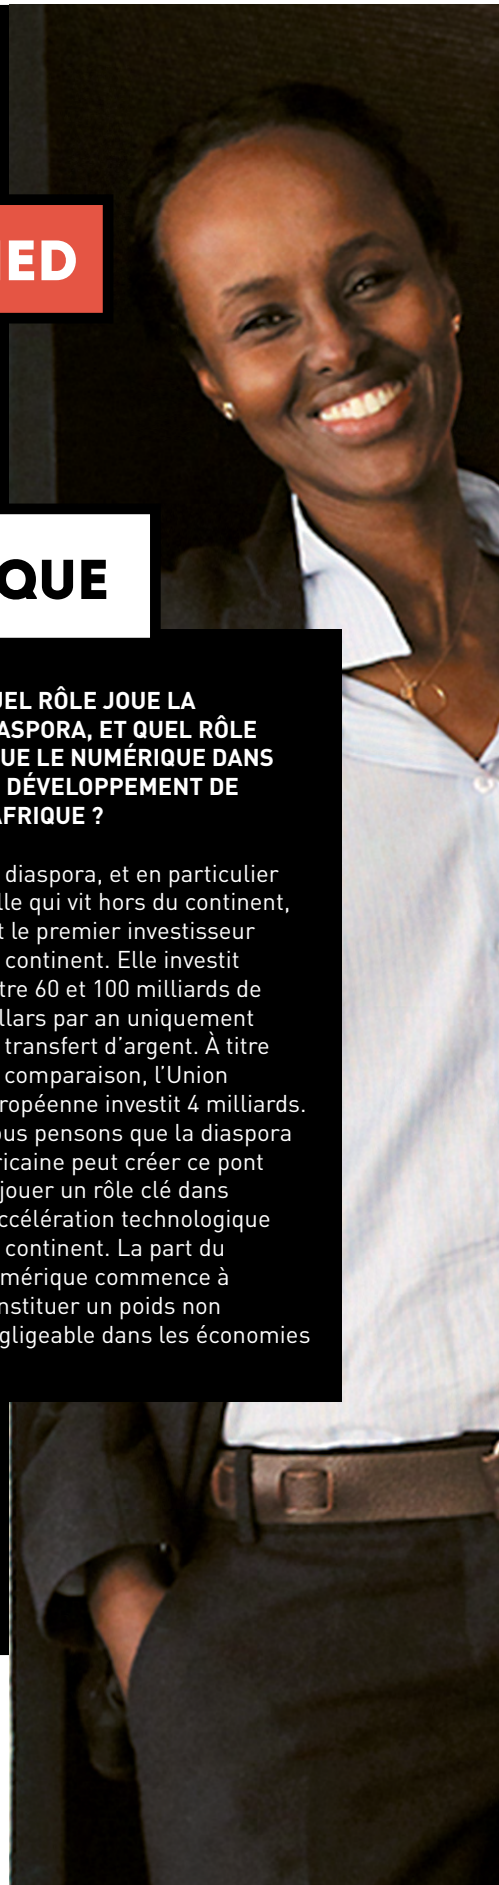 IED
QUE
UEL RÔLE JOUE LA
ASPORA, ET QUEL RÔLE
UE LE NUMÉRIQUE DANS
DÉVELOPPEMENT DE
AFRIQUE ?
diaspora, et en particulier
lle qui vit hors du continent,
t le premier investisseur
continent. Elle investit
tre 60 et 100 milliards de
llars par an uniquement
transfert d’argent. À titre
comparaison, l’Union
ropéenne investit 4 milliards.
ous pensons que la diaspora
ricaine peut créer ce pont
jouer un rôle clé dans
ccélération technologique
continent. La part du
mérique commence à
nstituer un poids non
gligeable dans les économies